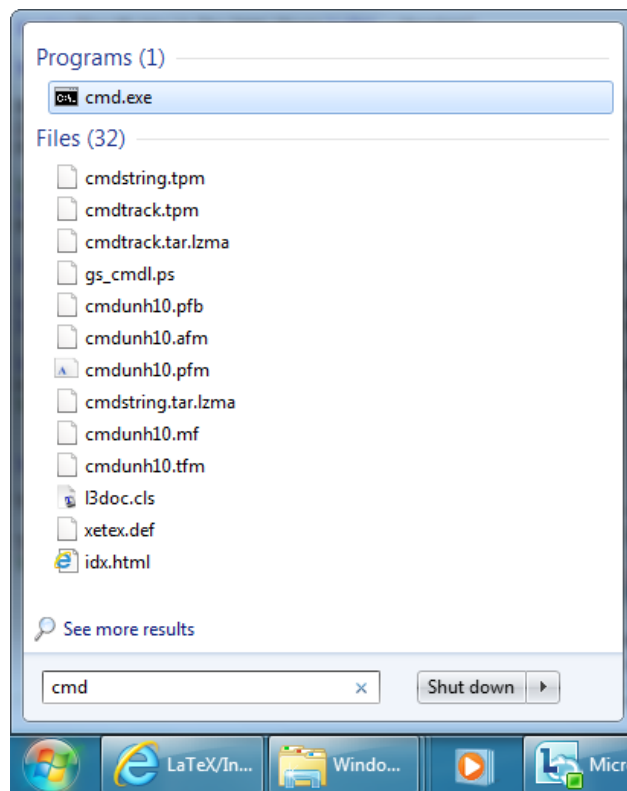 Programs (1)
C:\.
cmd.exe
Files (32)
cmdstring.tpm
cmdtrack.tpm
cmdtrack.tar.lzma
gs_cmdl.ps
cmdunh10.pfb
cmdunh10.afm
cmdunh10.pfm
cmdstring.tar.lzma
cmdunh10.mf
cmdunh10.tfm
l3doc.cls
xetex.def
idx.html
See more results
cmd Shut down
LaTeX/In... Windo... Micr